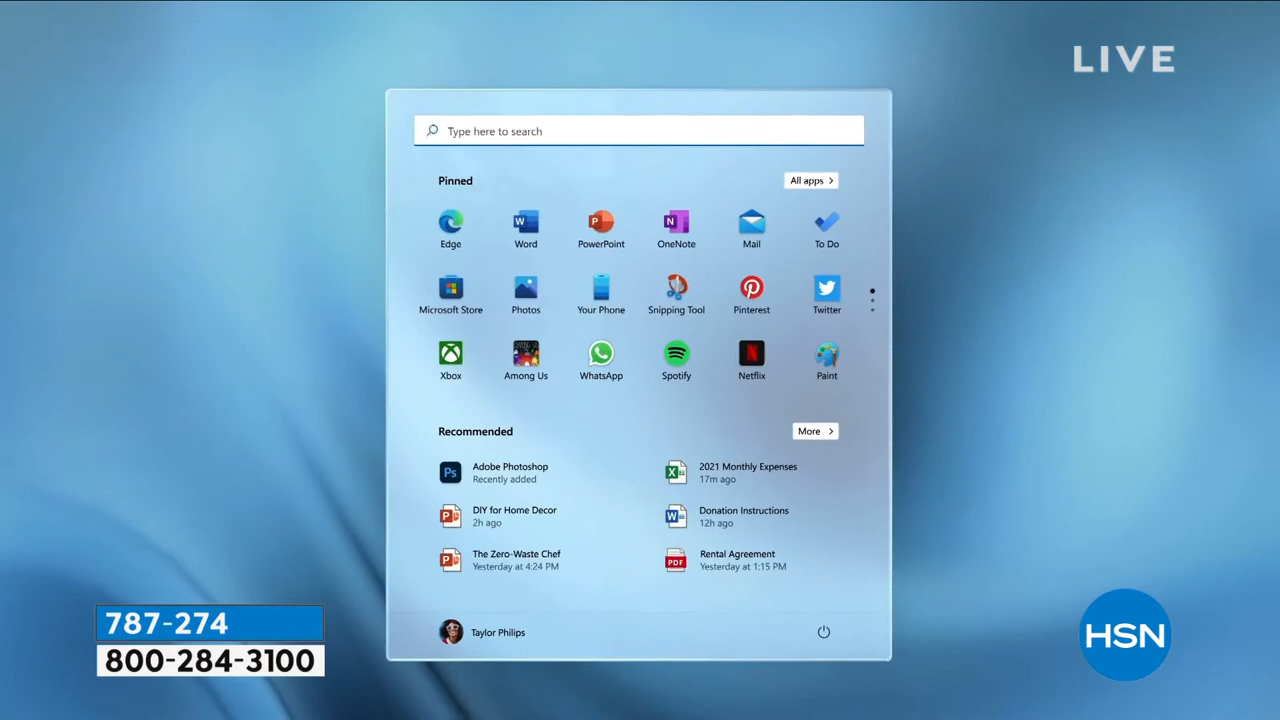 LIVE
Type here to search
Pinned
All apps >
Edge
Word
PowerPoint
OneNote
Mail
To Do
Microsoft Store
Photos
Your Phone
Snipping Tool
Pinterest
Twitter
Xbox
Among Us
WhatsApp
Spotify
Netflix
Paint
Recommended
More >
Adobe Photoshop
Recently added
2021 Monthly Expenses
17m ago
DIY for Home Decor
2h ago
Donation Instructions
12h ago
The Zero-Waste Chef
Yesterday at 4:24 PM
Rental Agreement
Yesterday at 1:15 PM
Taylor Philips
787-274
800-284-3100
HSN